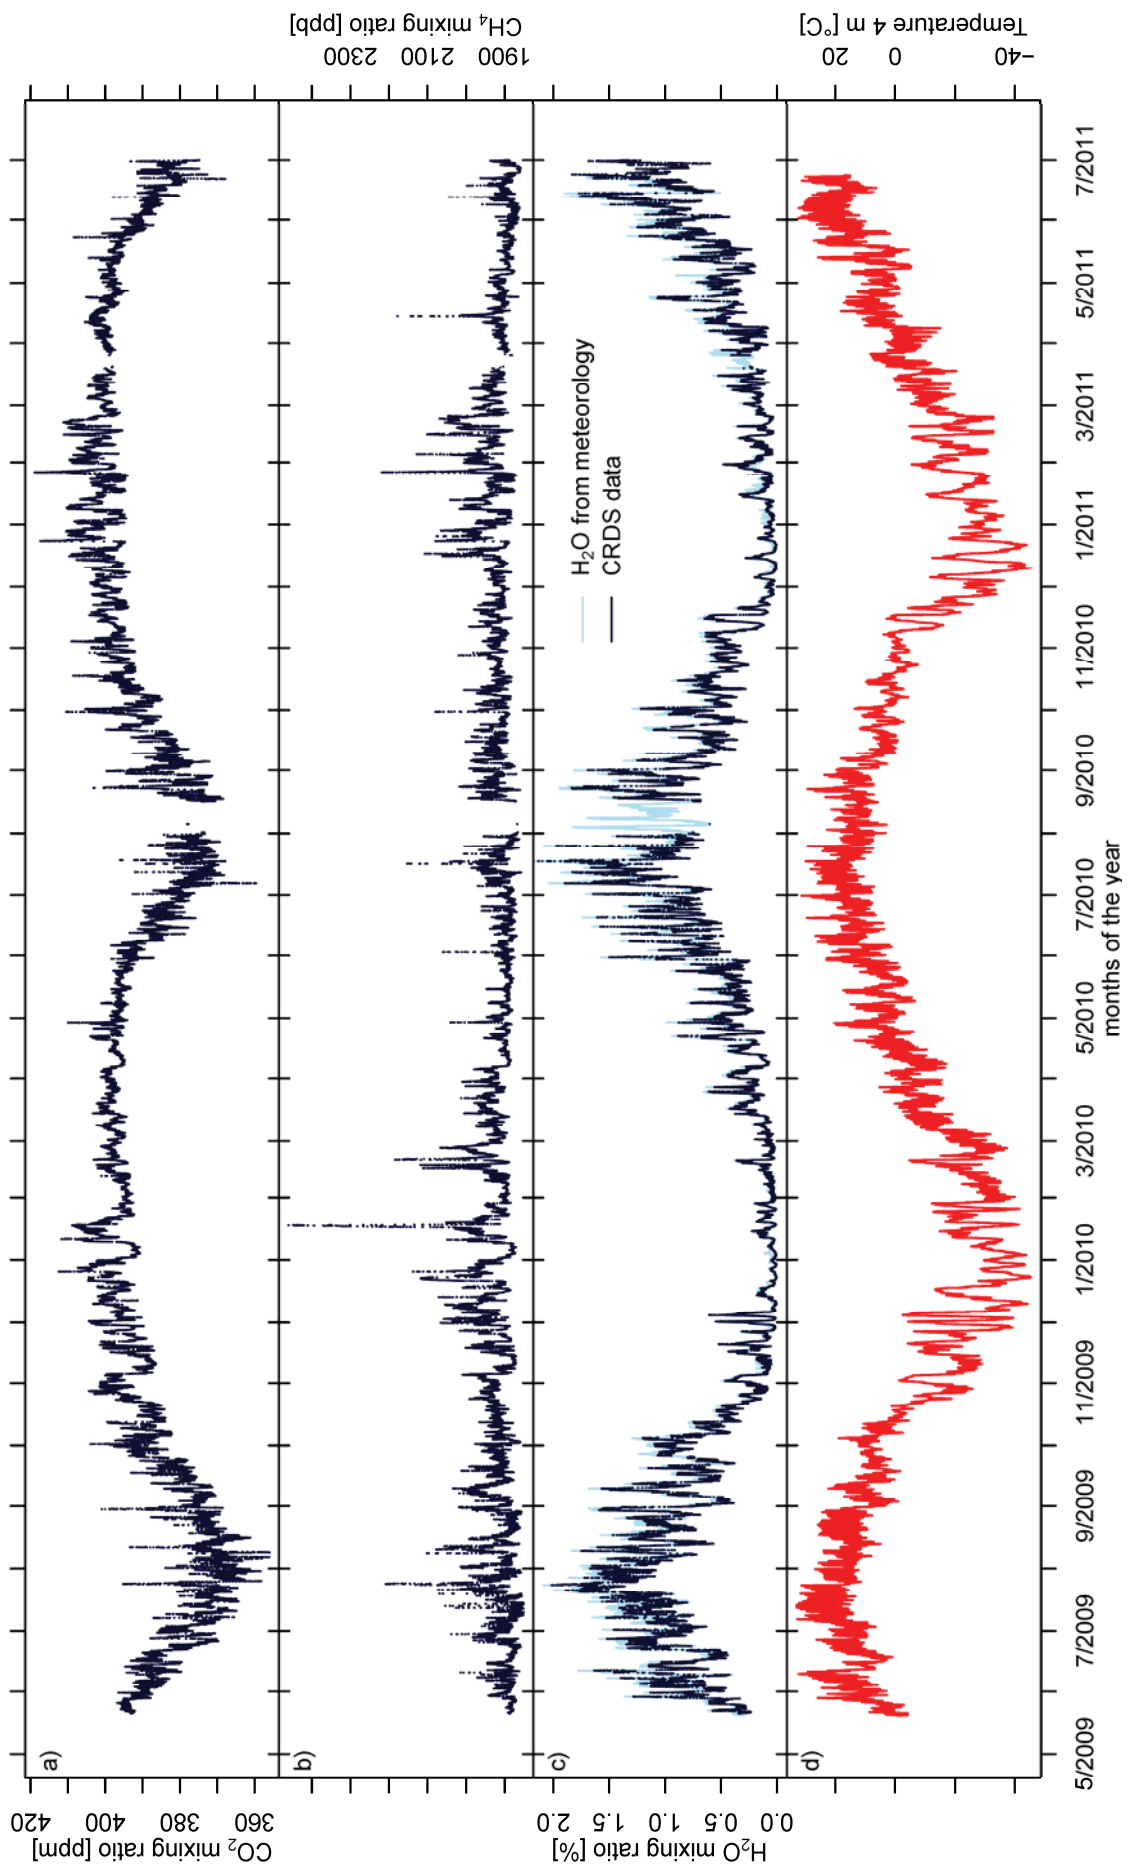 a)
CO2 mixing ratio [ppm]
420
400
380
360
b)
CH4 mixing ratio [ppb]
2300
2100
1900
c)
H2O mixing ratio [%]
2.0
1.5
1.0
0.5
0.0
H2O from meteorology
CRDS data
d)
Temperature 4 m [°C]
20
0
−40
5/2009
7/2009
9/2009
11/2009
1/2010
3/2010
5/2010
7/2010
9/2010
11/2010
1/2011
3/2011
5/2011
7/2011
months of the year